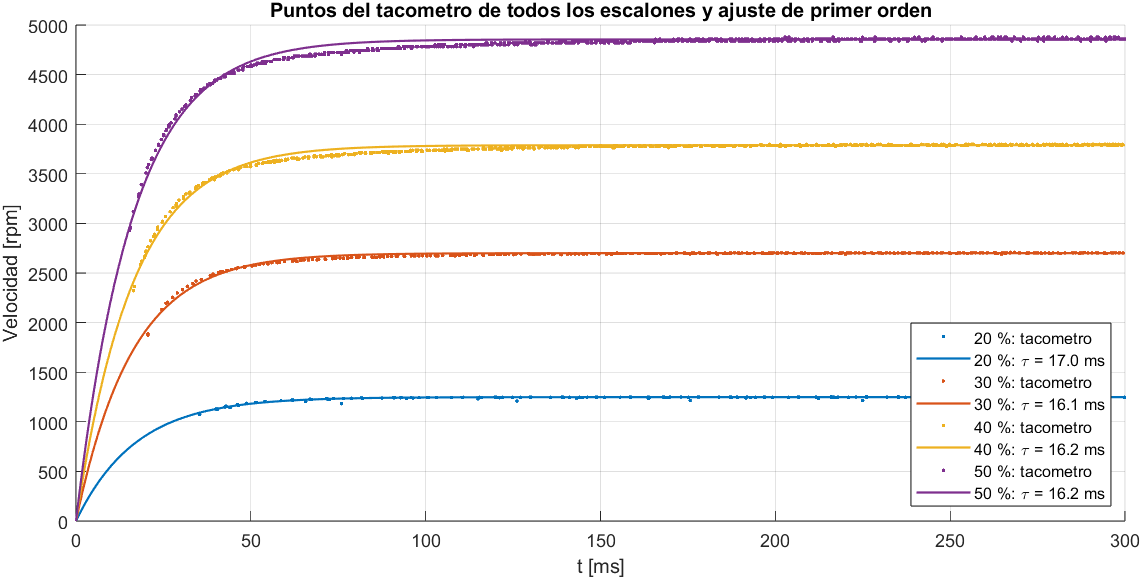 Puntos del tacometro de todos los escalones y ajuste de primer orden
Velocidad [rpm]
5000
4500
4000
3500
3000
2500
2000
1500
1000
500
0
0 50 100 150 200 250 300
t [ms]
20 %: tacometro
20 %: τ = 17.0 ms
30 %: tacometro
30 %: τ = 16.1 ms
40 %: tacometro
40 %: τ = 16.2 ms
50 %: tacometro
50 %: τ = 16.2 ms